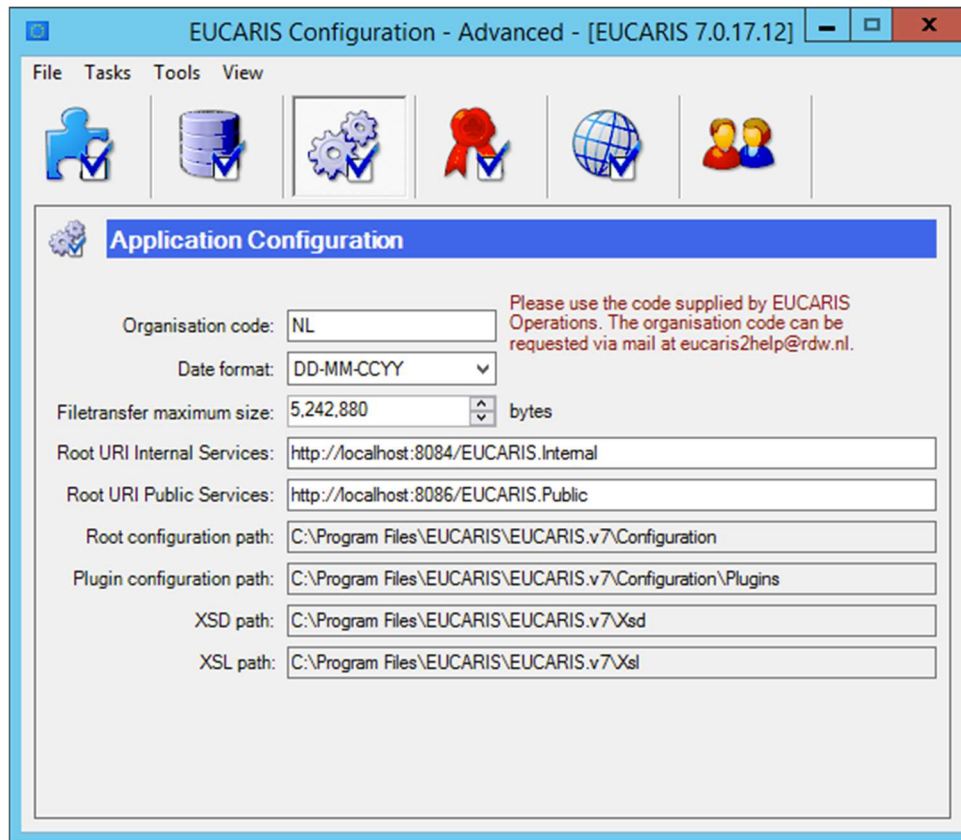 EUCARIS Configuration - Advanced - [EUCARIS 7.0.17.12]
File Tasks Tools View
Application Configuration
Please use the code supplied by EUCARIS
Operations. The organisation code can be
requested via mail at eucaris2help@rdw.nl.
Organisation code: NL
Date format: DD-MM-CCYY
Filetransfer maximum size: 5,242,880 bytes
Root URI Internal Services: http://localhost:8084/EUCARIS.Internal
Root URI Public Services: http://localhost:8086/EUCARIS.Public
Root configuration path: C:\Program Files\EUCARIS\EUCARIS.v7\Configuration
Plugin configuration path: C:\Program Files\EUCARIS\EUCARIS.v7\Configuration\Plugins
XSD path: C:\Program Files\EUCARIS\EUCARIS.v7\Xsd
XSL path: C:\Program Files\EUCARIS\EUCARIS.v7\Xsl